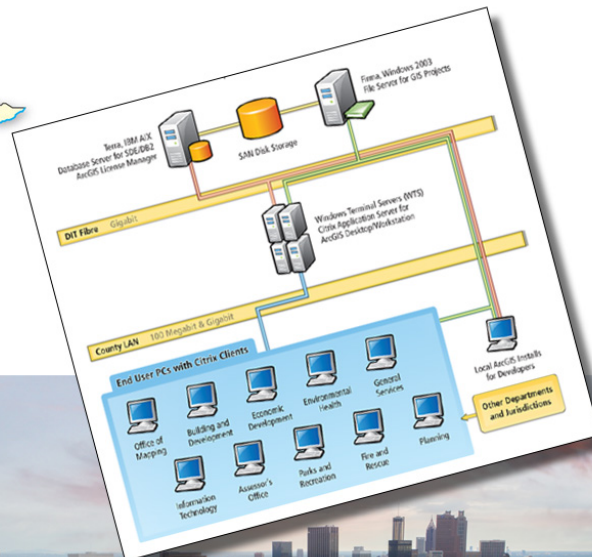 Firma, Windows 2003
File Server for GIS Projects
Terra, IBM AIX
Database Server for SDE/DB2
ArcGIS License Manager
SAN Disk Storage
DIT Fibre Gigabit
Windows Terminal Servers (WTS)
Citrix Application Server for
ArcGIS Desktop/Workstation
County LAN 100 Megabit & Gigabit
Local ArcGIS Installs
for Developers
End User PCs with Citrix Clients
Office of
Mapping
Building and
Development
Economic
Development
Environmental
Health
General
Services
Information
Technology
Assessor's
Office
Parks and
Recreation
Fire and
Rescue
Planning
Other Departments
and Jurisdictions